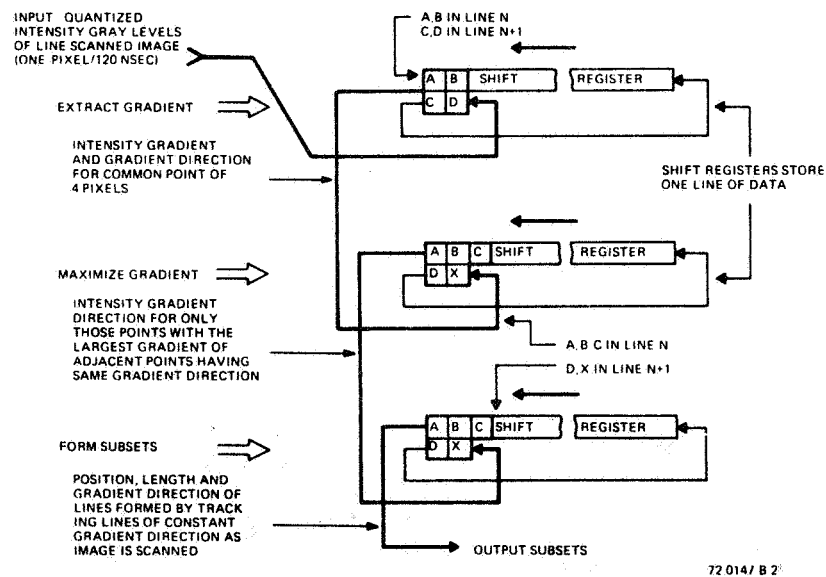 INPUT QUANTIZED
INTENSITY GRAY LEVELS
OF LINE SCANNED IMAGE
(ONE PIXEL/120 NSEC)
A,B IN LINE N
C,D IN LINE N+1
A B SHIFT REGISTER
C D
EXTRACT GRADIENT
INTENSITY GRADIENT
AND GRADIENT DIRECTION
FOR COMMON POINT OF
4 PIXELS
SHIFT REGISTERS STORE
ONE LINE OF DATA
A B C SHIFT REGISTER
D X
MAXIMIZE GRADIENT
INTENSITY GRADIENT
DIRECTION FOR ONLY
THOSE POINTS WITH THE
LARGEST GRADIENT OF
ADJACENT POINTS HAVING
SAME GRADIENT DIRECTION
A,B C IN LINE N
D,X IN LINE N+1
A B C SHIFT REGISTER
D X
FORM SUBSETS
POSITION, LENGTH AND
GRADIENT DIRECTION OF
LINES FORMED BY TRACK
ING LINES OF CONSTANT
GRADIENT DIRECTION AS
IMAGE IS SCANNED
OUTPUT SUBSETS
72 0147 B 2